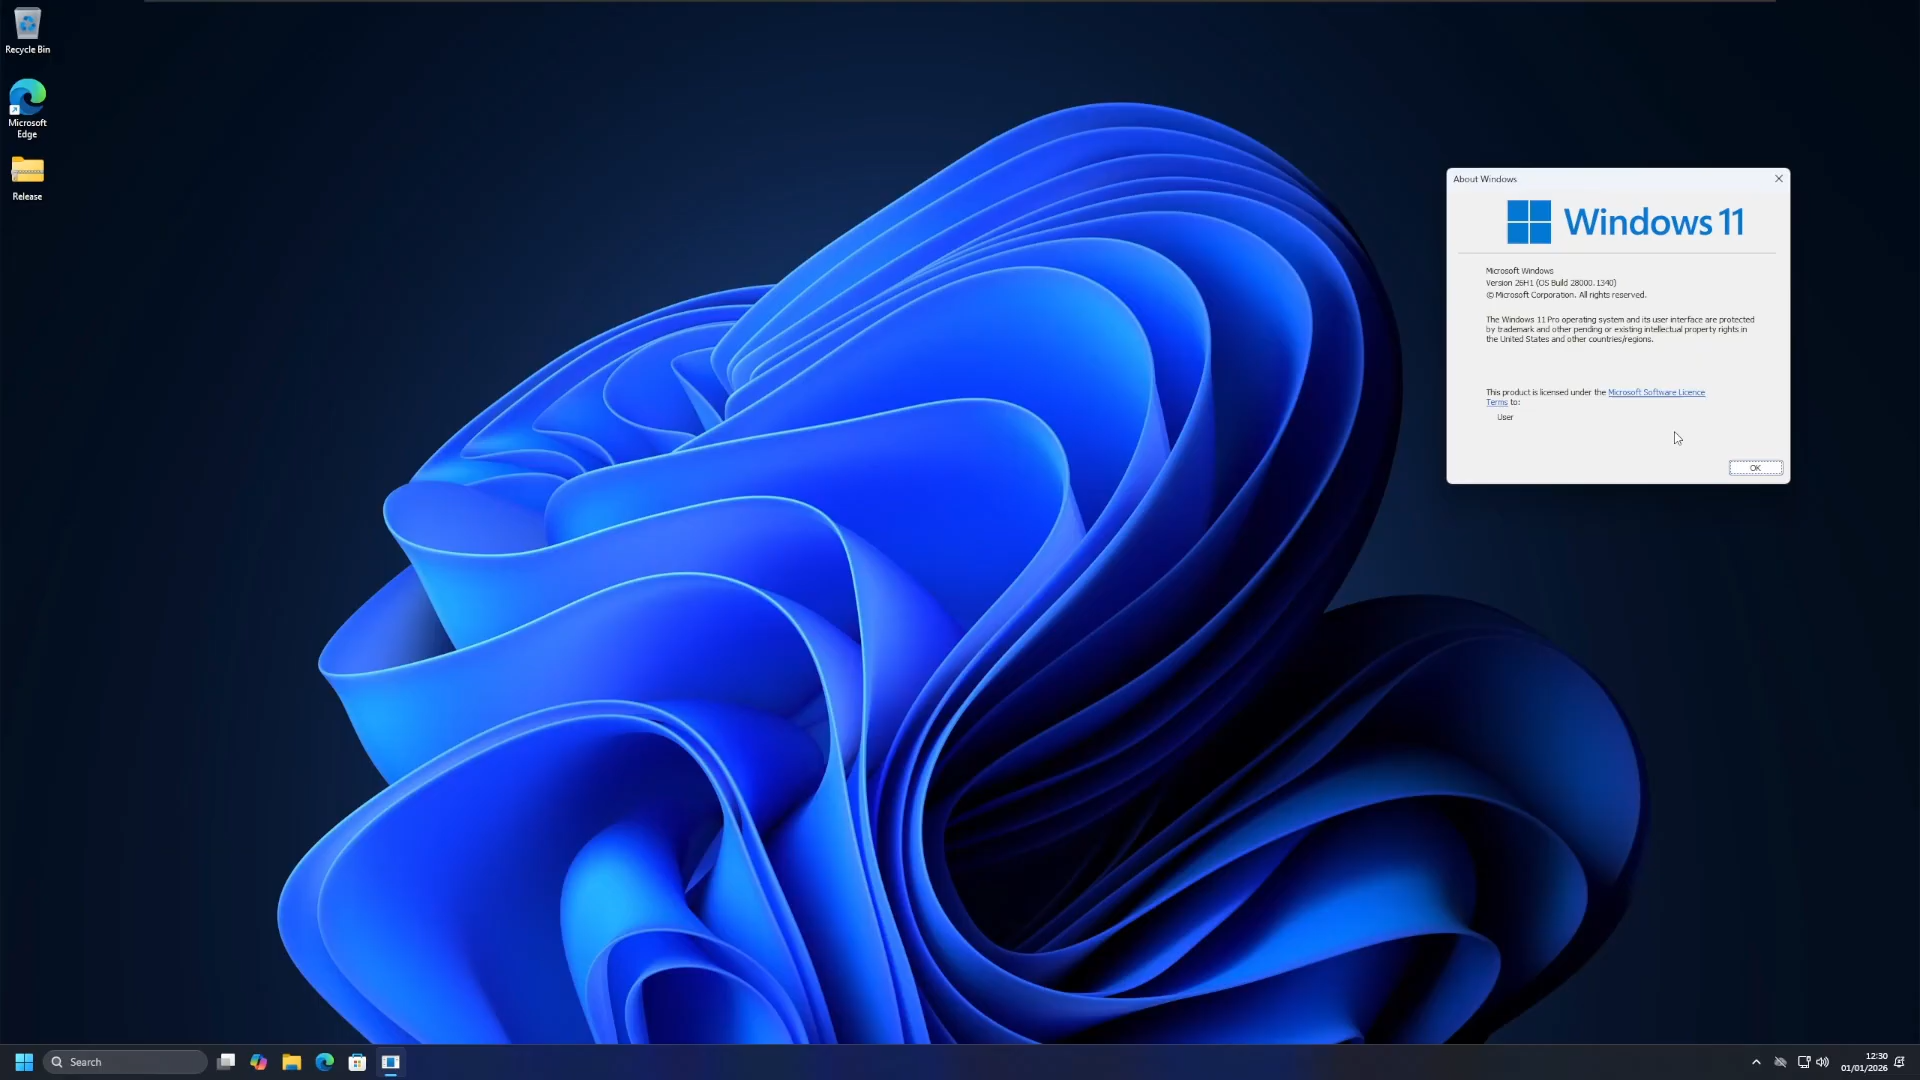 Recycle Bin
Microsoft
Edge
Release
About Windows
Windows 11
Microsoft Windows
Version 26H1 (OS Build 28000.1340)
© Microsoft Corporation. All rights reserved.
The Windows 11 Pro operating system and its user interface are protected
by trademark and other pending or existing intellectual property rights in
the United States and other countries/regions.
This product is licensed under the Microsoft Software Licence
Terms to:
User
OK
Search
12:30
01/01/2026